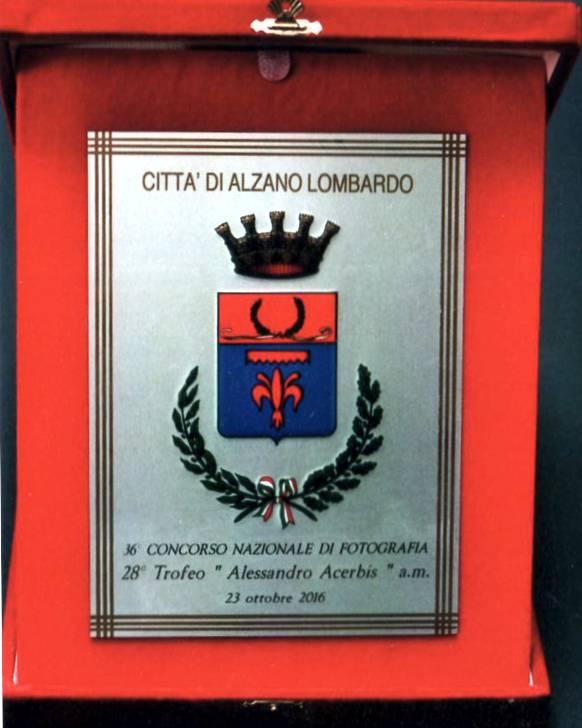 CITTA' DI ALZANO LOMBARDO
36° CONCORSO NAZIONALE DI FOTOGRAFIA
28° Trofeo " Alessandro Acerbis " a.m.
23 ottobre 2016